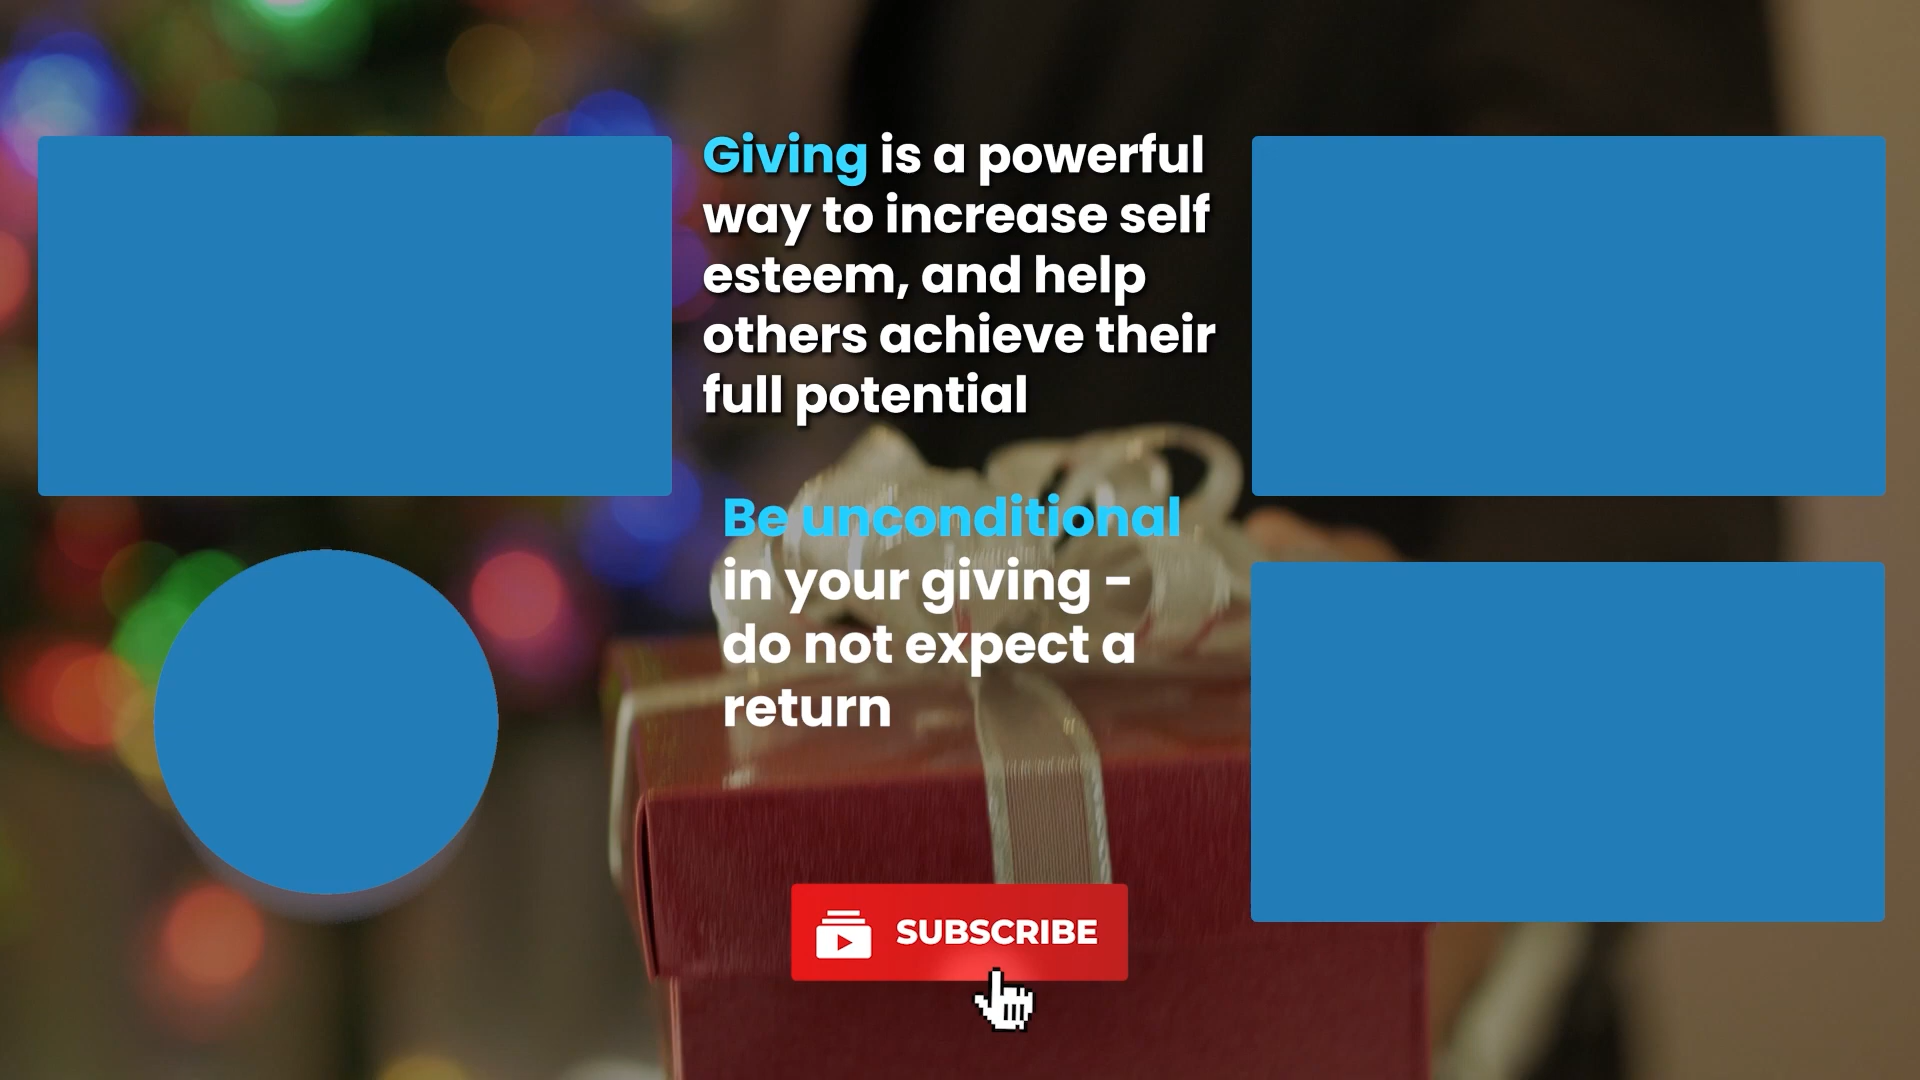 Giving is a powerful
way to increase self
esteem, and help
others achieve their
full potential
Be unconditional
in your giving -
do not expect a
return
SUBSCRIBE